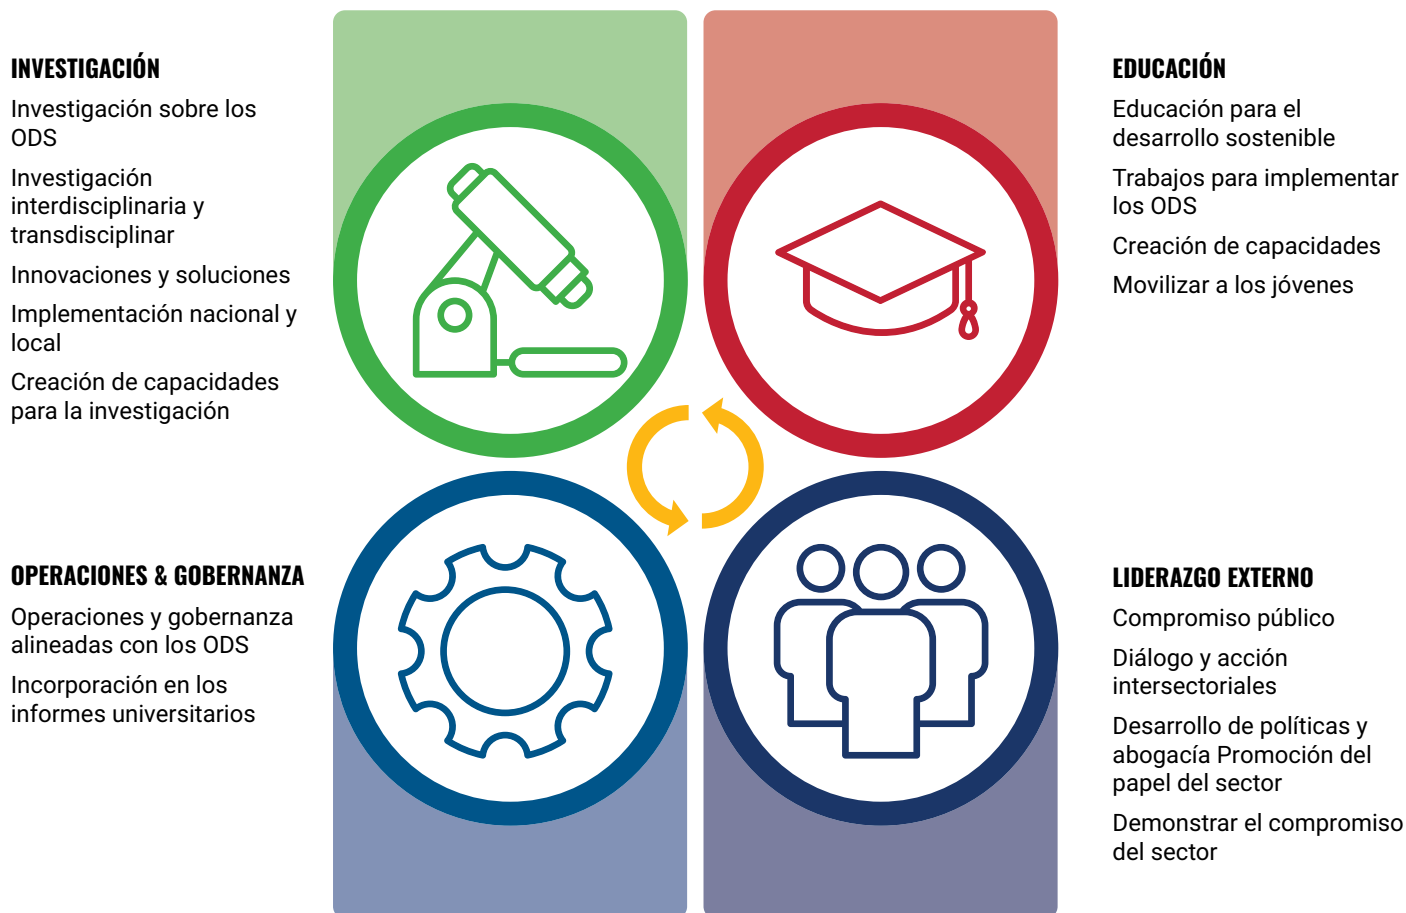 INVESTIGACIÓN
Investigación sobre los
ODS
Investigación
interdisciplinaria y
transdisciplinar
Innovaciones y soluciones
Implementación nacional y
local
Creación de capacidades
para la investigación
EDUCACIÓN
Educación para el
desarrollo sostenible
Trabajos para implementar
los ODS
Creación de capacidades
Movilizar a los jóvenes
OPERACIONES & GOBERNANZA
Operaciones y gobernanza
alineadas con los ODS
Incorporación en los
informes universitarios
LIDERAZGO EXTERNO
Compromiso público
Diálogo y acción
intersectoriales
Desarrollo de políticas y
abogacía Promoción del
papel del sector
Demonstrar el compromiso
del sector